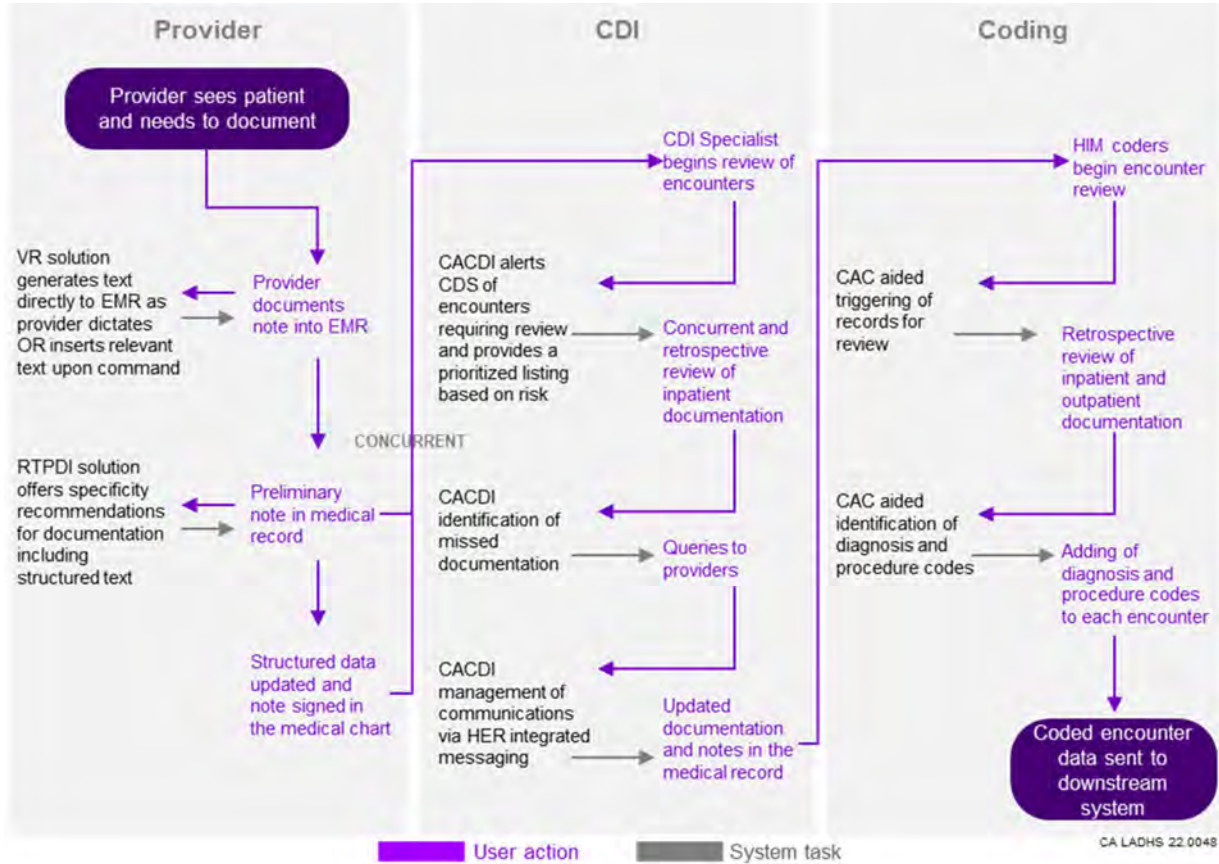 Provider
Provider sees patient
and needs to document
VR solution
generates text
directly to EMR as
provider dictates
OR inserts relevant
text upon command
Provider
documents
note into EMR
CONCURRENT
RTPDI solution
offers specificity
recommendations
for documentation
including
structured text
Preliminary
note in medical
record
Structured data
updated and
note signed in
the medical chart
CDI
CDI Specialist
begins review of
encounters
CACDI alerts
CDS of
encounters
requiring review
and provides a
prioritized listing
based on risk
Concurrent and
retrospective
review of
inpatient
documentation
CACDI
identification of
missed
documentation
Queries to
providers
CACDI
management of
communications
via HER integrated
messaging
Updated
documentation
and notes in the
medical record
Coding
HIM coders
begin encounter
review
CAC aided
triggering of
records for
review
Retrospective
review of
inpatient and
outpatient
documentation
CAC aided
identification of
diagnosis and
procedure codes
Adding of
diagnosis and
procedure codes
to each encounter
Coded encounter
data sent to
downstream
system
CA LADHS 22.0048
User action
System task